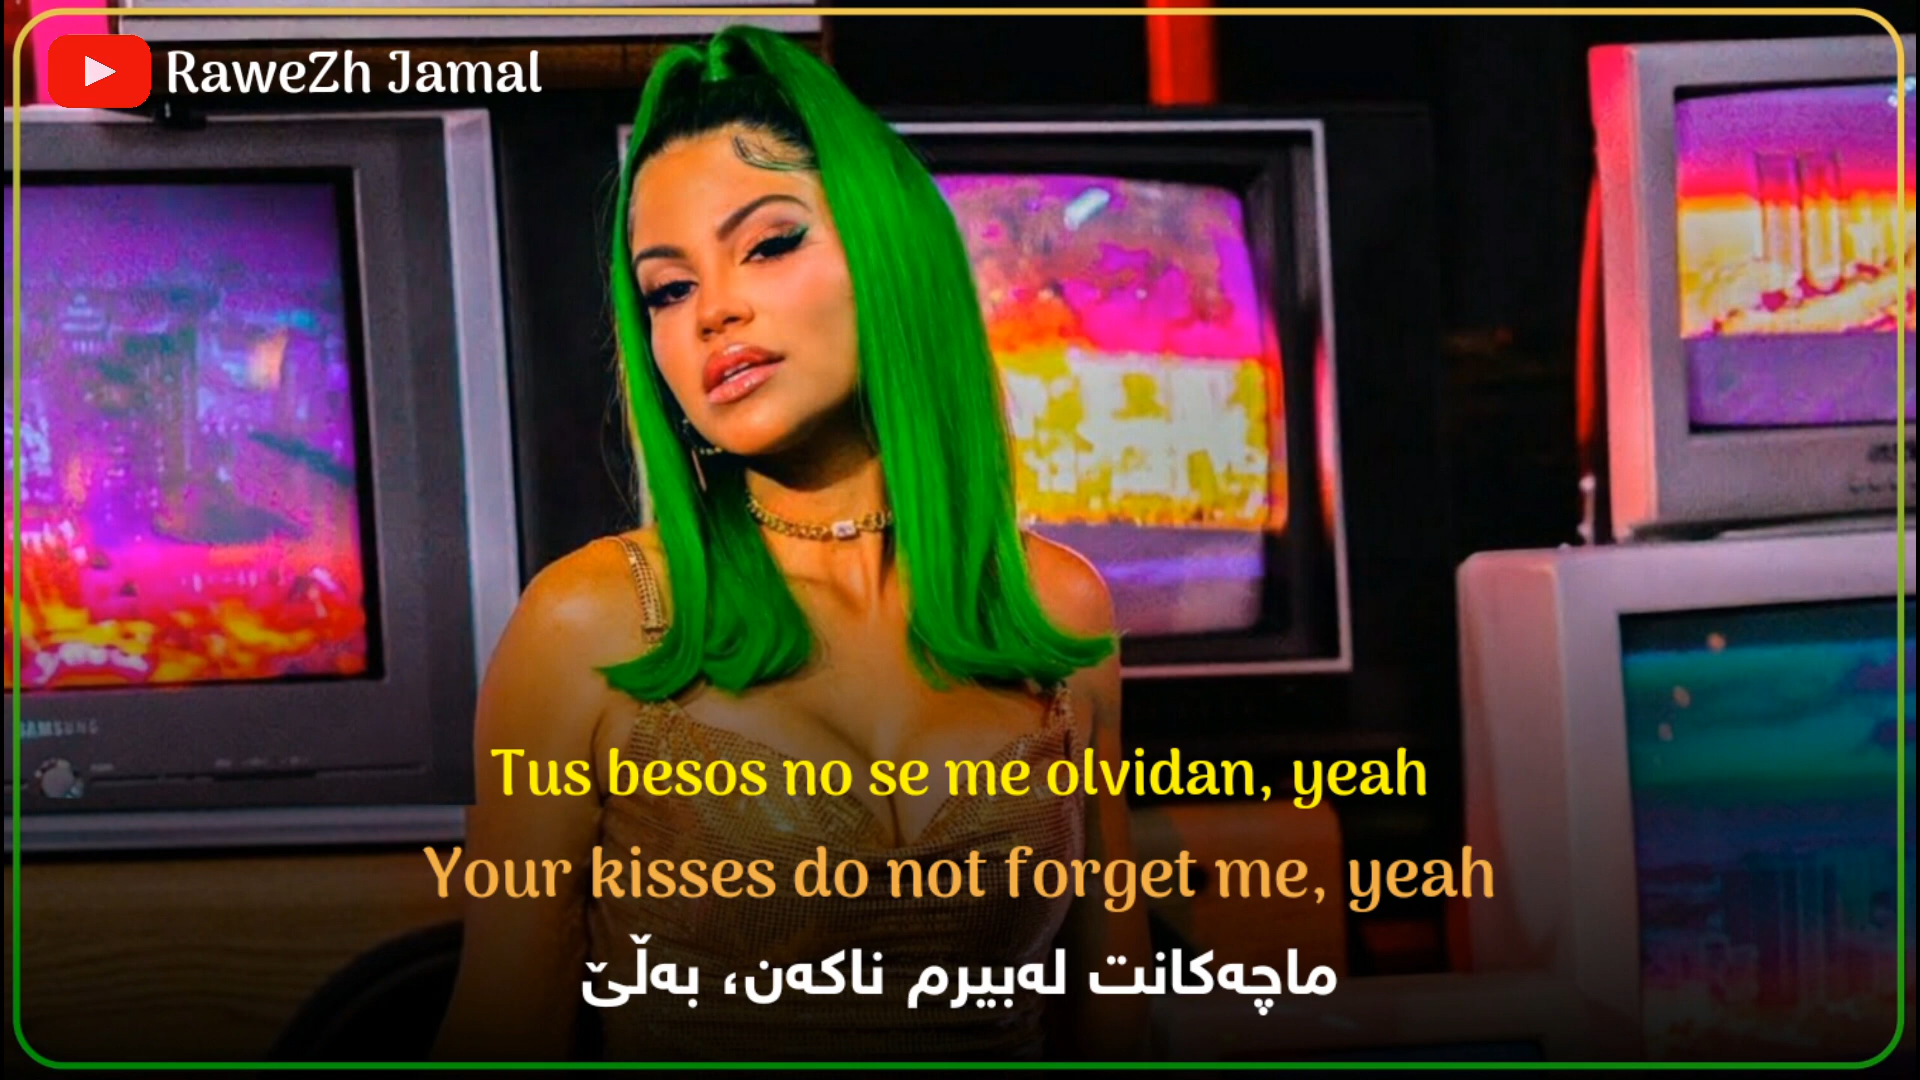 RaweZh Jamal
SAMSUNG
Tus besos no se me olvidan, yeah
Your kisses do not forget me, yeah
ماچەکانت لەبیرم ناکەن، بەڵێ